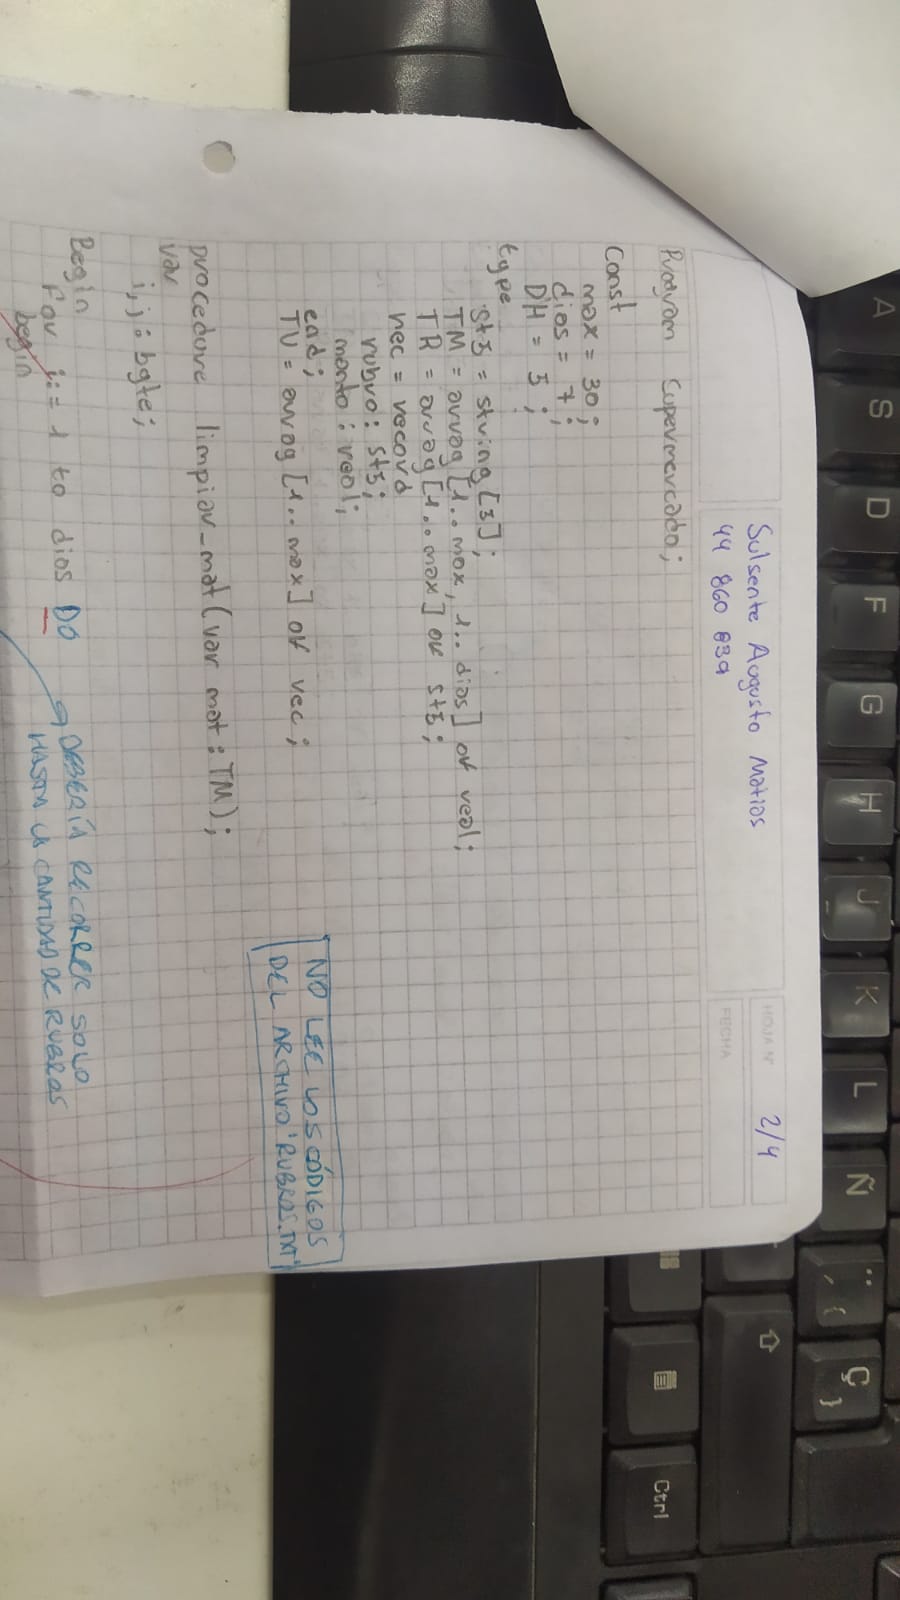 A S D F G H J K L Ñ ¨ ´ { Ç }
Ctrl
Sulsente Augusto Matias
44 860 839
HOJA N° 2/4
FECHA
Program Supermercado;
Const
max = 30;
dias = 7;
DH = 5;
type
st5 = string[5];
TM = array[1..max, 1..dias] of real;
TR = array[1..max] of st5;
rec = record
rubro: st5;
monto: real;
end;
TV = array[1..max] of rec;
NO LEE LOS CÓDIGOS
DEL ARCHIVO 'RUBROS.TXT'
procedure limpiar_mat(var mat: TM);
var
i,j: byte;
Begin
For i:= 1 to dias DO
begin
DEBERÍA RECORRER SOLO
HASTA LA CANTIDAD DE RUBROS